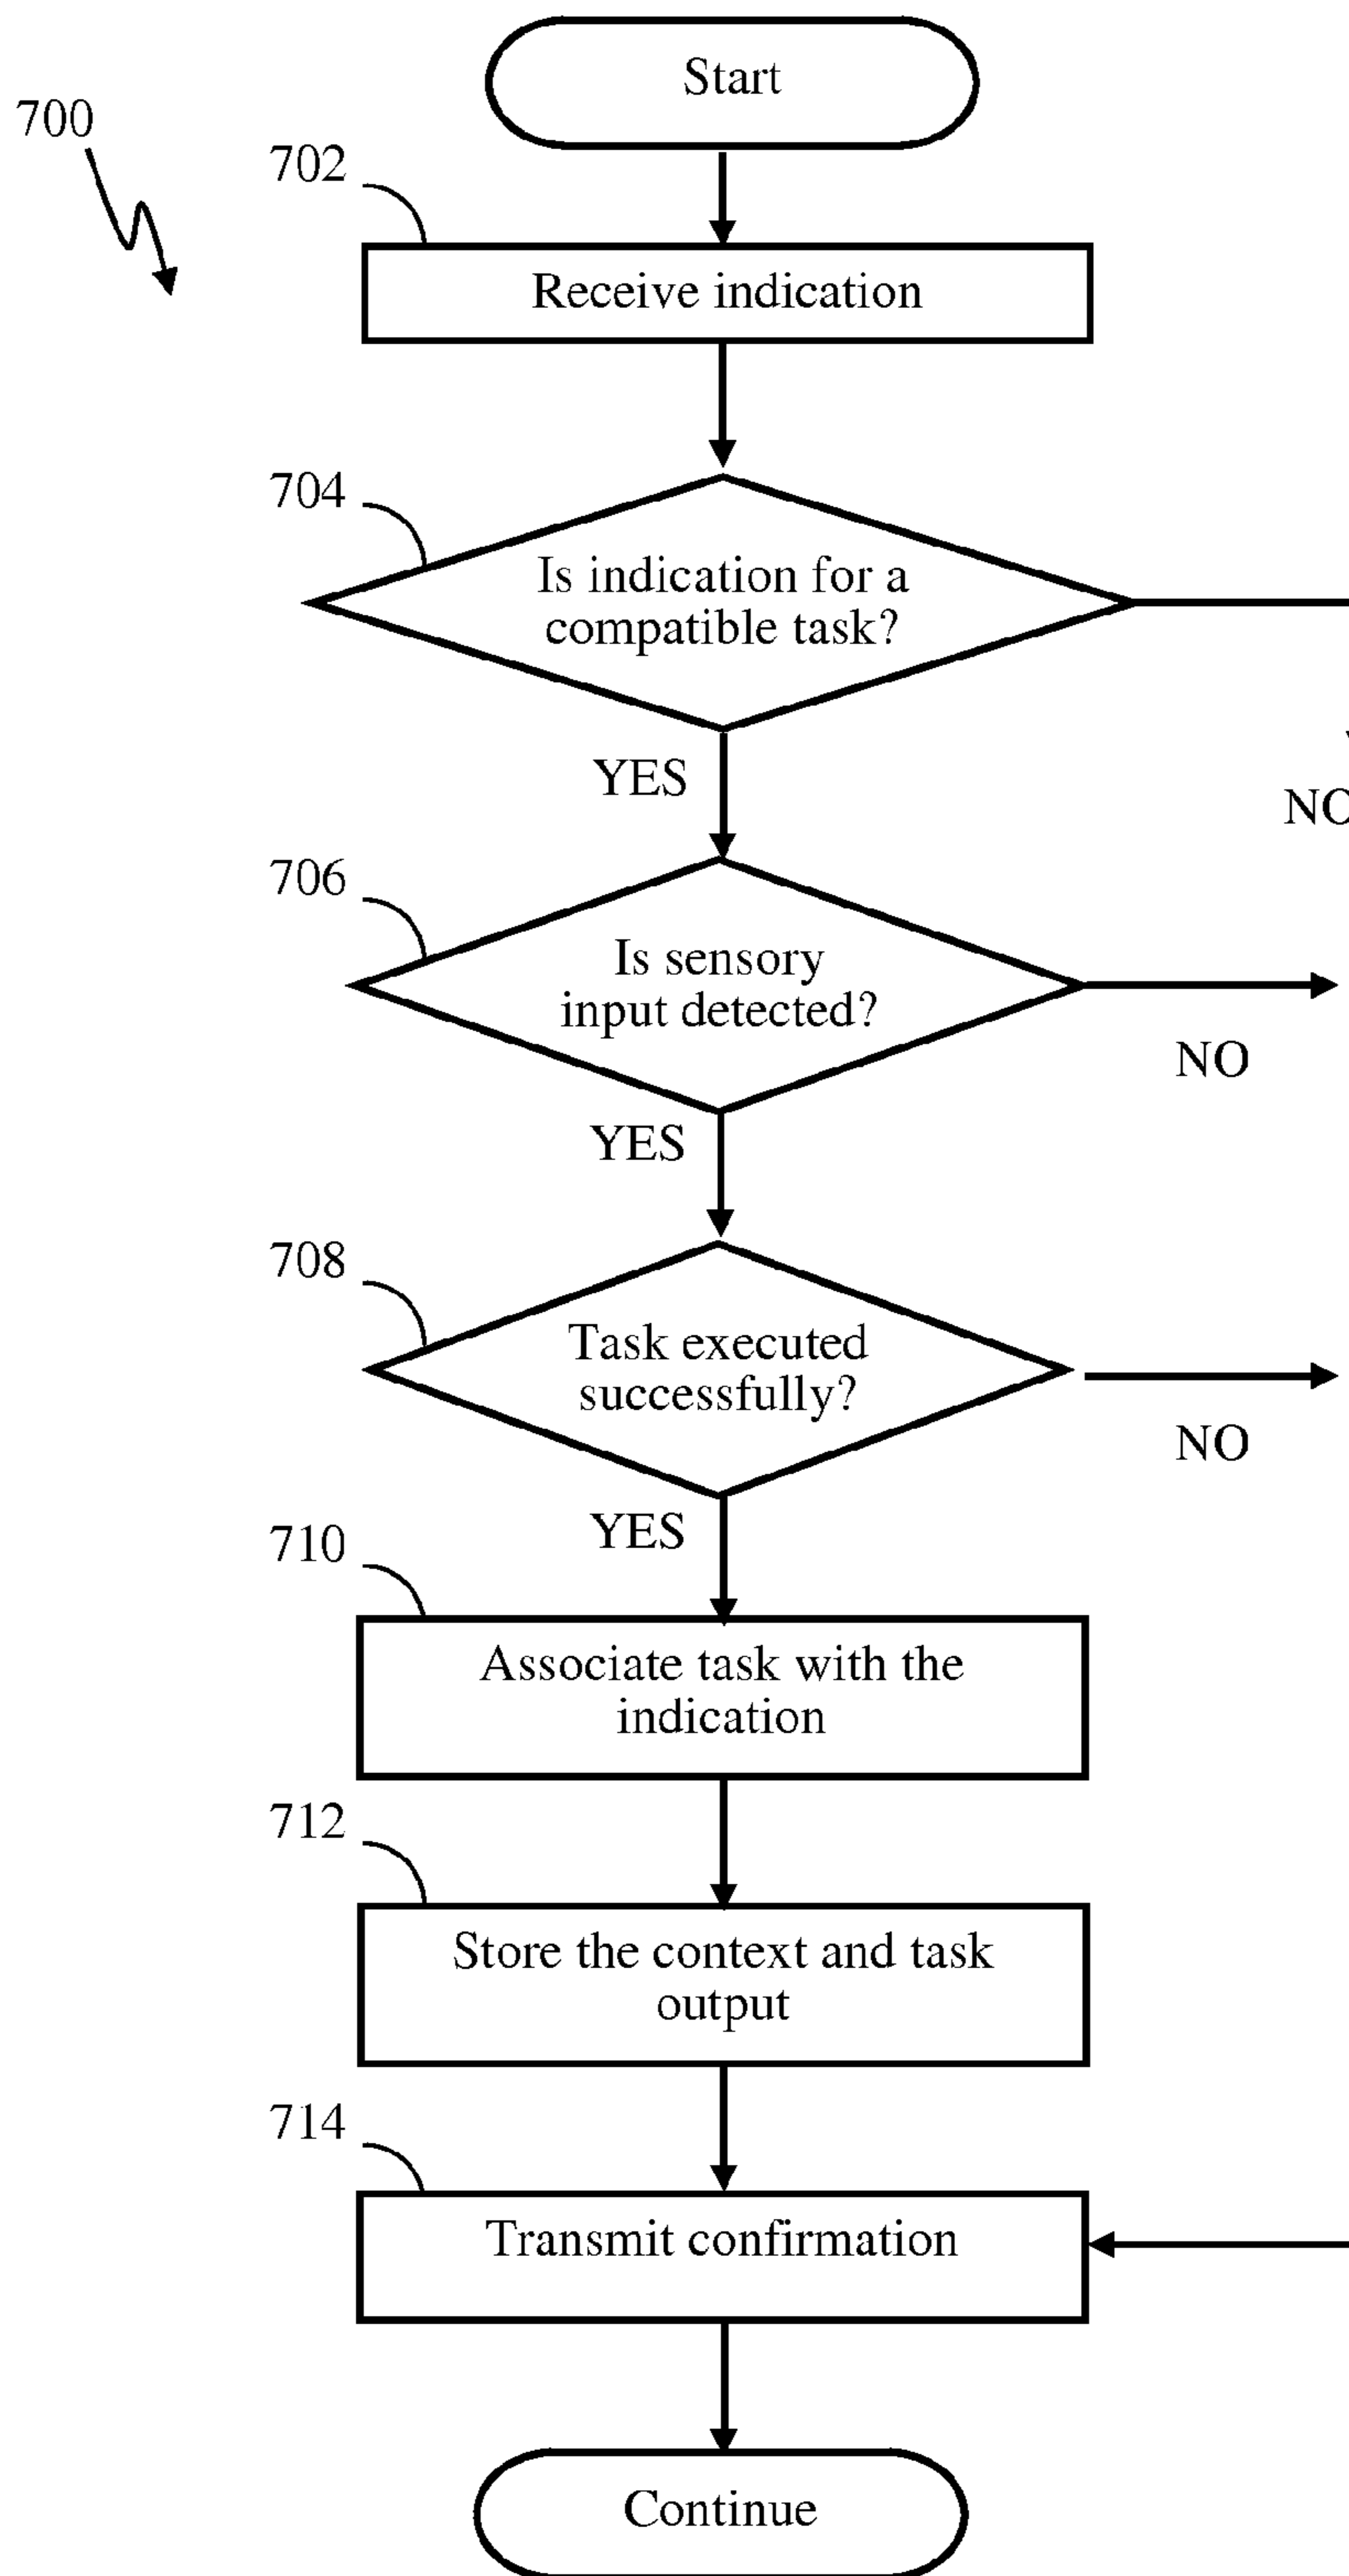 Start
700
702
Receive indication
704
Is indication for a
compatible task?
YES
NO
706
Is sensory
input detected?
NO
YES
708
Task executed
successfully?
NO
YES
710
Associate task with the
indication
712
Store the context and task
output
714
Transmit confirmation
Continue